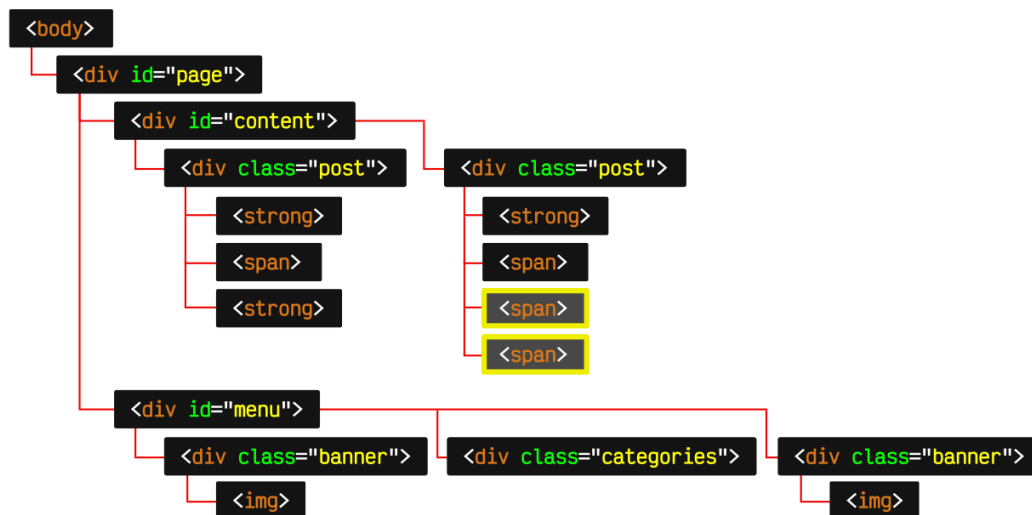 <body>
<div id="page">
<div id="content">
<div class="post"> <div class="post">
<strong> <strong>
<span> <span>
<strong> <span>
<span>
<div id="menu">
<div class="banner"> <div class="categories"> <div class="banner">
<img> <img>